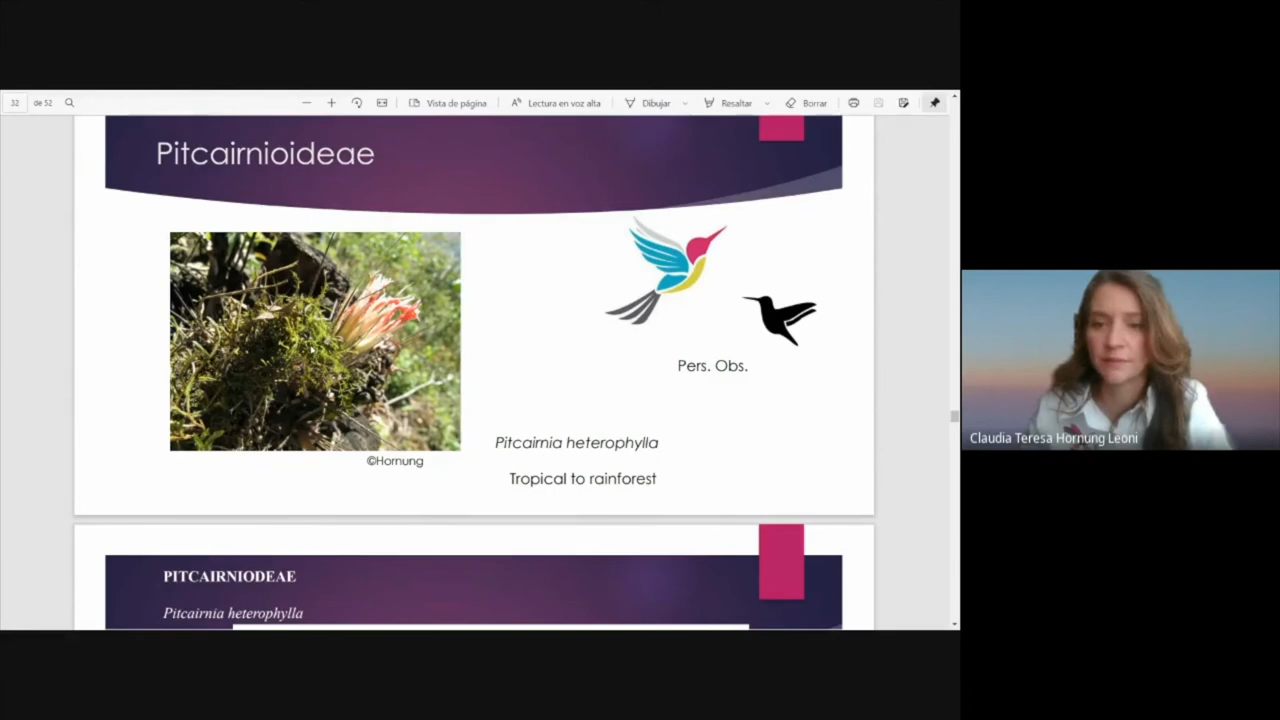 32 de 52
Vista de página
Lectura en voz alta
Dibujar
Resaltar
Borrar
Pitcairnioideae
Pers. Obs.
©Hornung
Pitcairnia heterophylla
Tropical to rainforest
PITCAIRNIODEAE
Pitcairnia heterophylla
Claudia Teresa Hornung Leoni